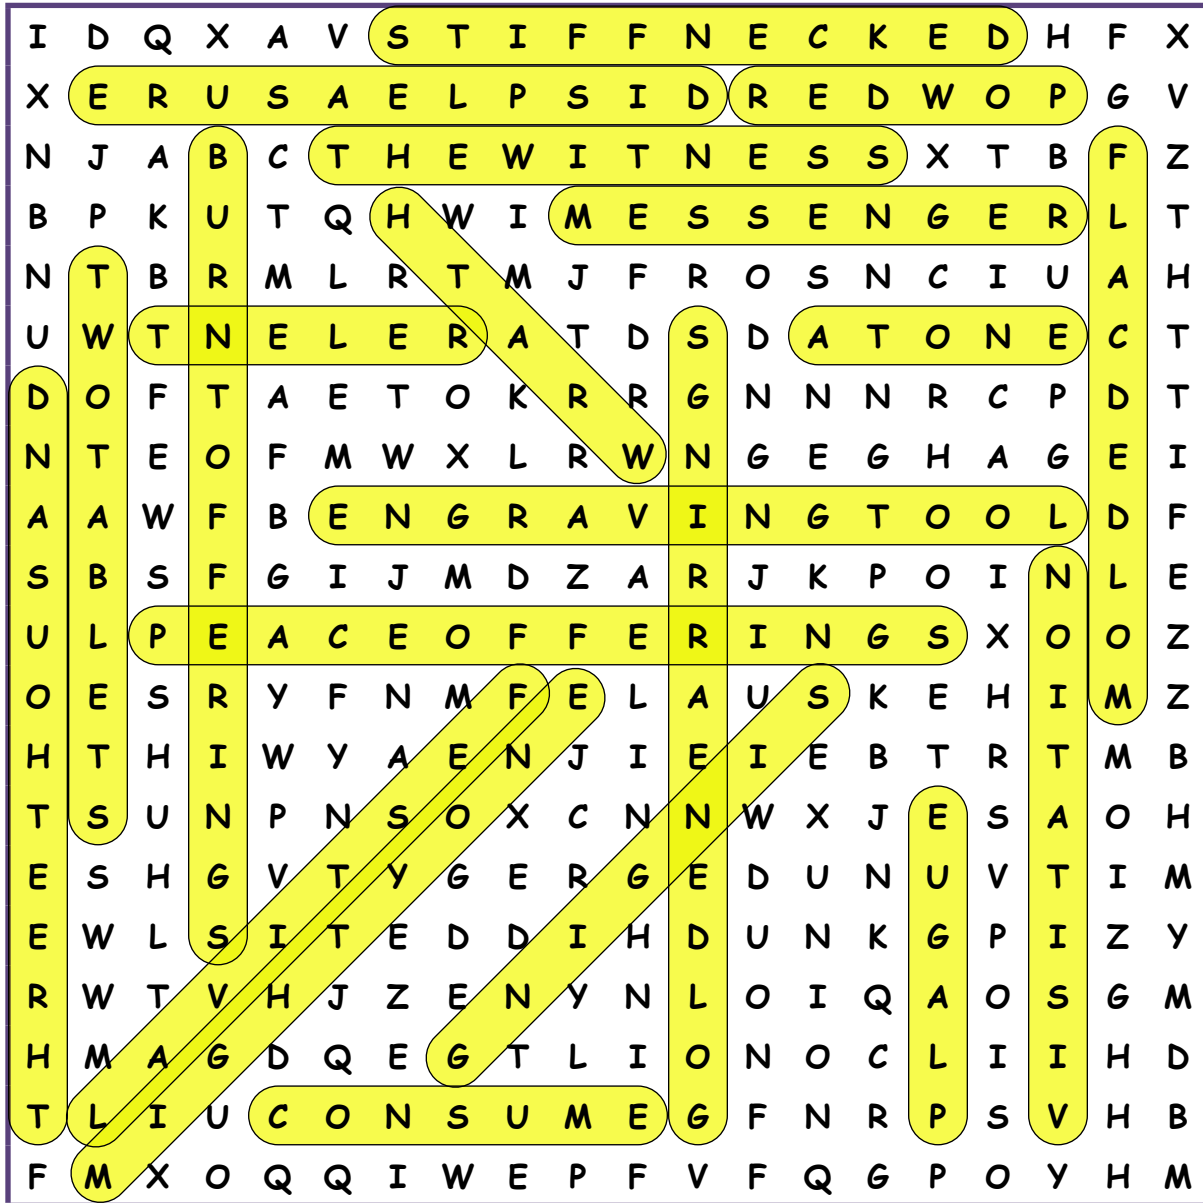 I D Q X A V S T I F F N E C K E D H F X
X E R U S A E L P S I D R E D W O P G V
N J A B C T H E W I T N E S S X T B F Z
B P K U T Q H W I M E S S E N G E R L T
N T B R M L R T M J F R O S N C I U A H
U W T N E L E R A T D S D A T O N E C T
D O F T A E T O K R R G N N N R C P D T
N T E O F M W X L R W N G E G H A G E I
A A W F B E N G R A V I N G T O O L D F
S B S F G I J M D Z A R J K P O I N L E
U L P E A C E O F F E R I N G S X O O Z
O E S R Y F N M F E L A U S K E H I M Z
H T H I W Y A E N J I E I E B T R T M B
T S U N P N S O X C N N W X J E S A O H
E S H G V T Y G E R G E D U N U V T I M
E W L S I T E D D I H D U N K G P I Z Y
R W T V H J Z E N Y N L O I Q A O S G M
H M A G D Q E G T L I O N O C L I I H D
T L I U C O N S U M E G F N R P S V H B
F M X O Q Q I W E P F V F Q G P O Y H M